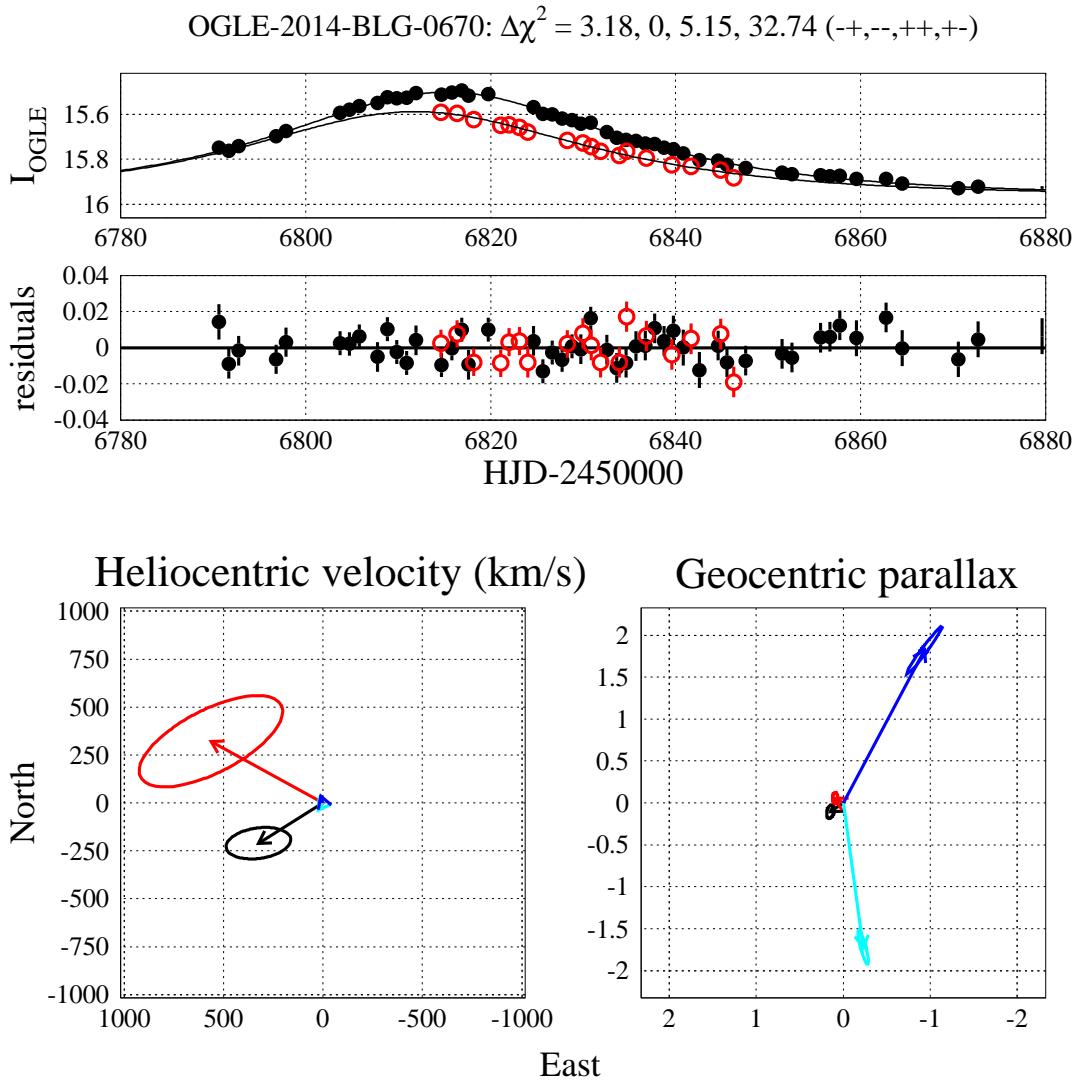 OGLE-2014-BLG-0670: Δχ² = 3.18, 0, 5.15, 32.74 (-+,--,++,+-)
I_OGLE
15.6
15.8
16
6780 6800 6820 6840 6860 6880
residuals
0.04
0.02
0
-0.02
-0.04
6780 6800 6820 6840 6860 6880
HJD-2450000
Heliocentric velocity (km/s)
North
1000
750
500
250
0
-250
-500
-750
-1000
1000 500 0 -500 -1000
Geocentric parallax
2
1.5
1
0.5
0
-0.5
-1
-1.5
-2
2 1 0 -1 -2
East